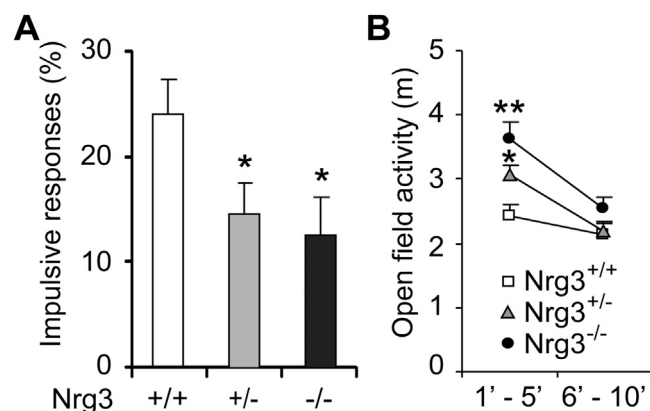 A
Impulsive responses (%)
30
20
10
0
*
*
Nrg3 +/+ +/- -/-
B
Open field activity (m)
5
4
3
2
1
0
**
*
Nrg3+/+
Nrg3+/-
Nrg3-/-
1’ - 5’ 6’ - 10’